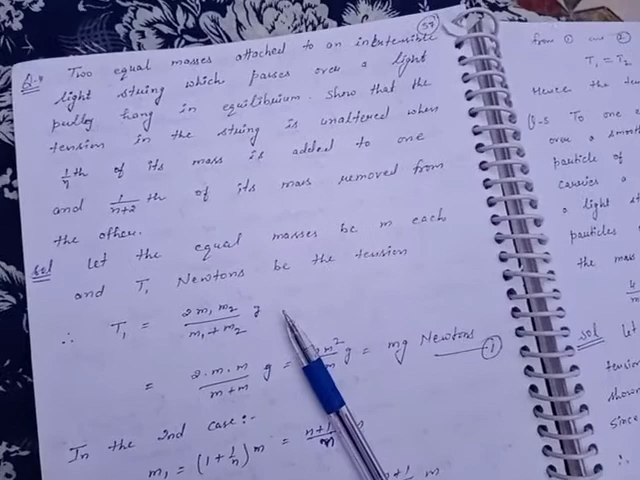 (58)
Q.4 Two equal masses attached to an inextensible
light string which passes over a light
pully hang in equilibrium. Show that the
tension in the string is unaltered when
1/n th of its mass is added to one
and 1/(n+2) th of its mass removed from
the other.
Sol Let the equal masses be m each
and T1 Newtons be the tension
∴ T1 = 2m1m2/(m1+m2) g
= 2.m.m/(m+m) g = m² g = mg Newtons — (1)
In the 2nd case:-
m1 = (1+1/n)m = n+1/n
n+1 m
from (1) and (2)
T1 = T2
Hence the
Q-5 To one
over a
particle of
carries a
a light
particles
the mass
Sol Let
tension
shown
since
∴